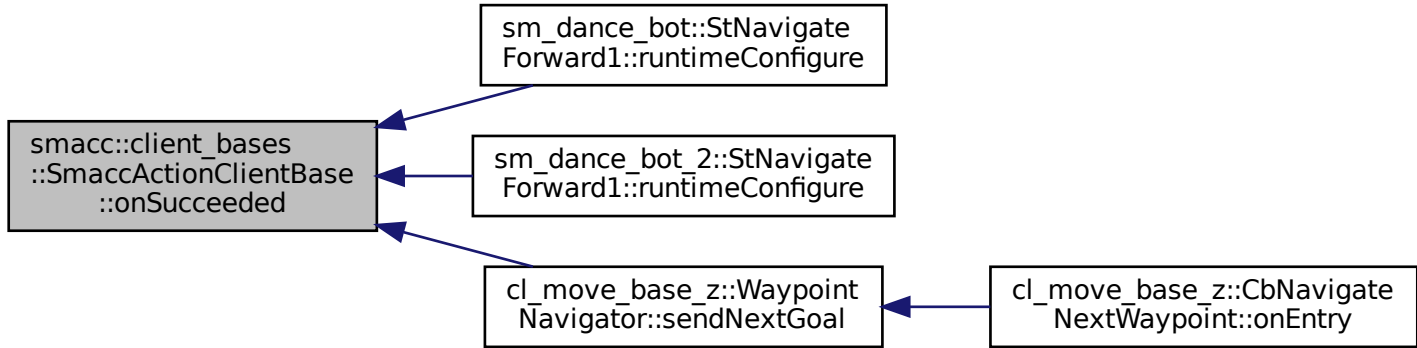 sm_dance_bot::StNavigate
Forward1::runtimeConfigure
smacc::client_bases
::SmaccActionClientBase
::onSucceeded
sm_dance_bot_2::StNavigate
Forward1::runtimeConfigure
cl_move_base_z::Waypoint
Navigator::sendNextGoal
cl_move_base_z::CbNavigate
NextWaypoint::onEntry